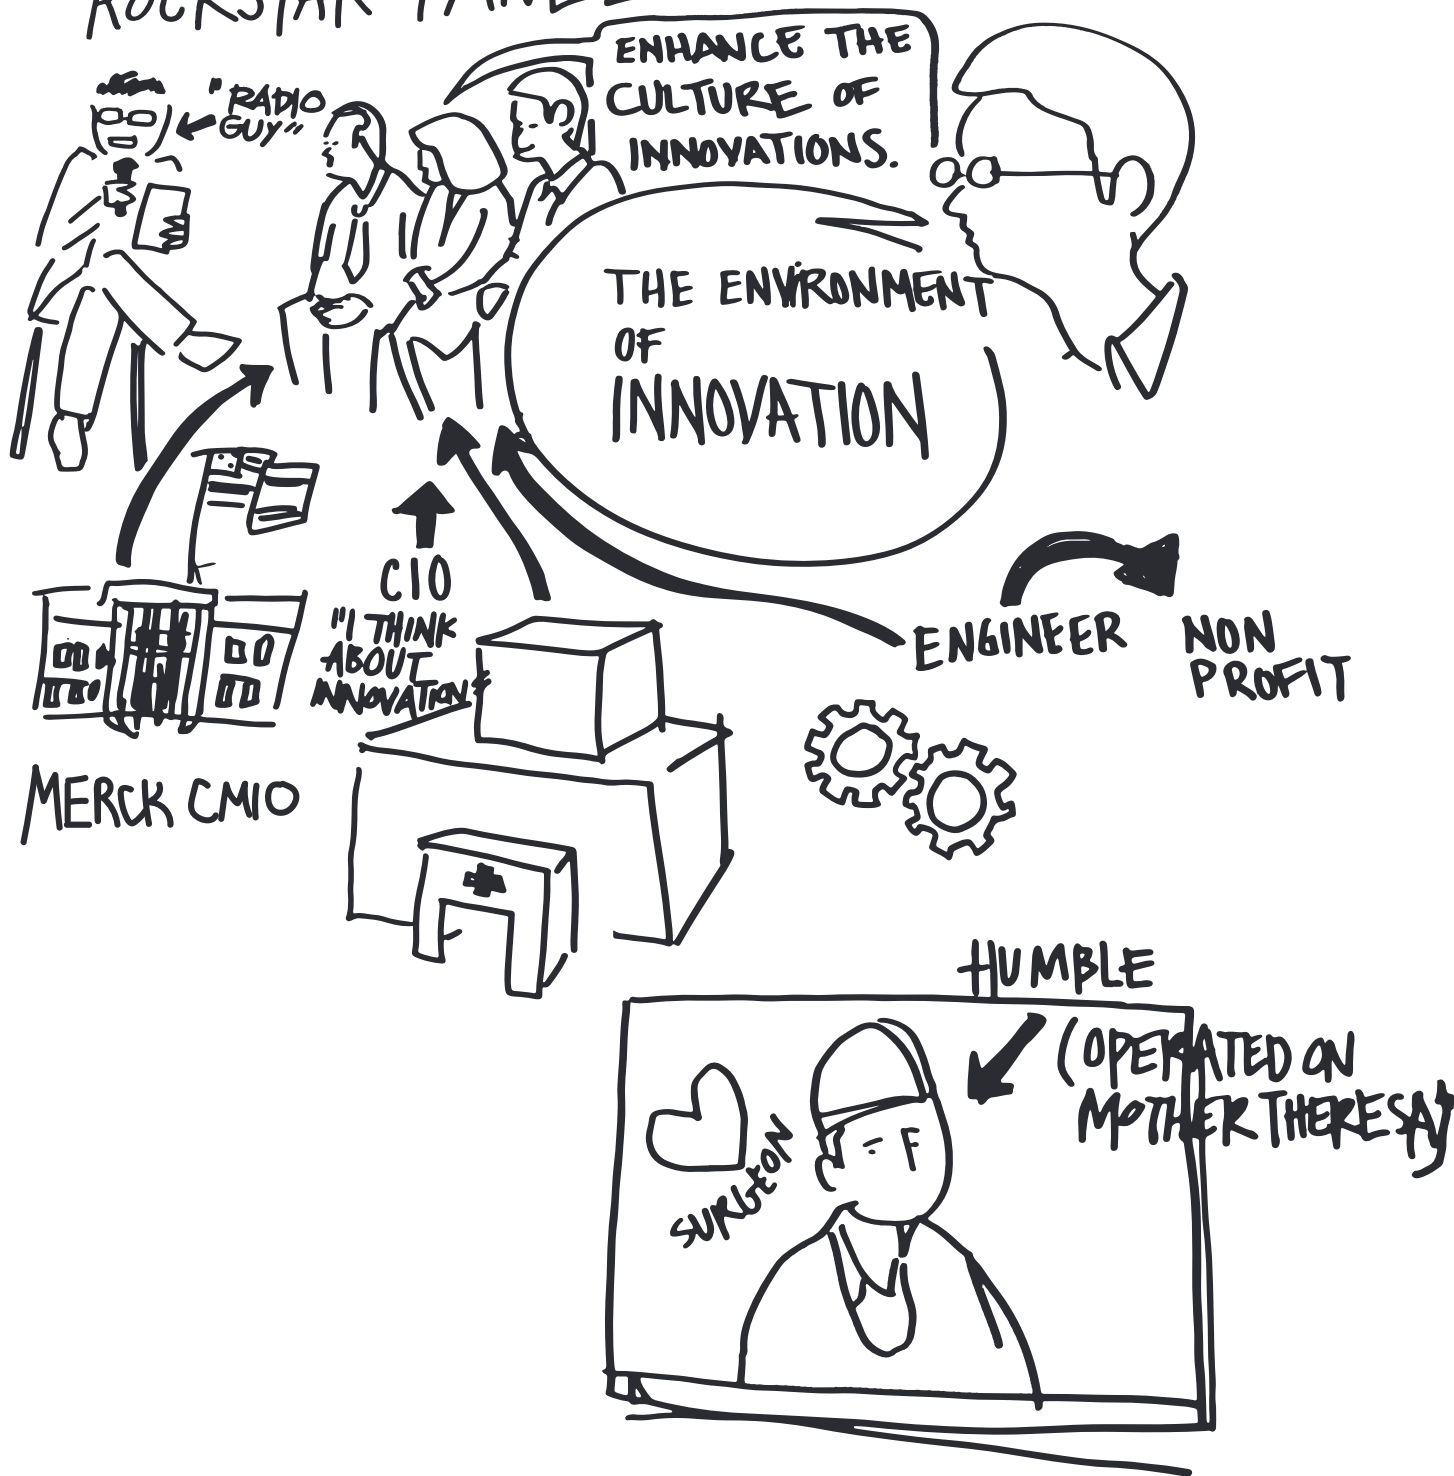 ROCKSTAR PANEL
"RADIO
GUY"
ENHANCE THE
CULTURE OF
INNOVATIONS.
THE ENVIRONMENT
OF
INNOVATION
CIO
"I THINK
ABOUT
INNOVATION"
ENGINEER
NON
PROFIT
MERCK CMIO
HUMBLE
(OPERATED ON
MOTHER THERESA)
SURGEON